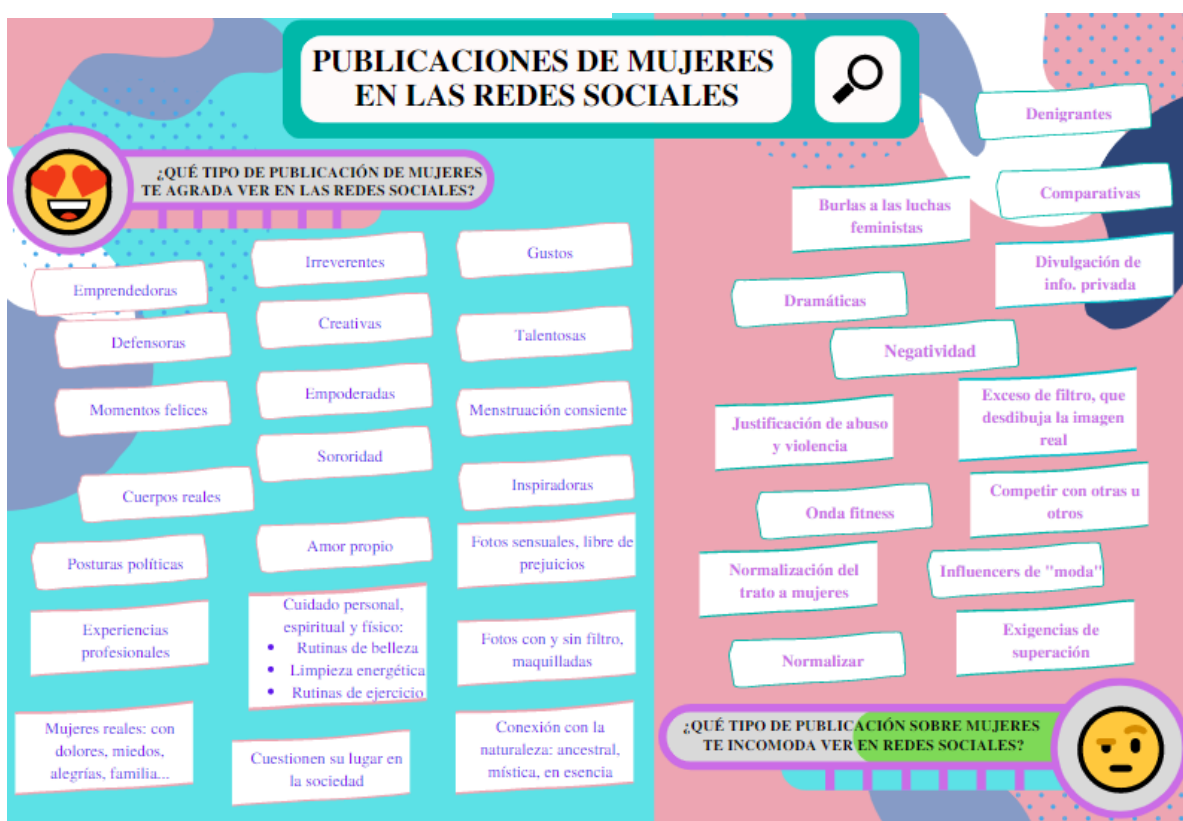 PUBLICACIONES DE MUJERES
EN LAS REDES SOCIALES
¿QUÉ TIPO DE PUBLICACIÓN DE MUJERES
TE AGRADA VER EN LAS REDES SOCIALES?
Emprendedoras
Defensoras
Momentos felices
Cuerpos reales
Posturas políticas
Experiencias
profesionales
Mujeres reales: con
dolores, miedos,
alegrías, familia...
Irreverentes
Creativas
Empoderadas
Sororidad
Amor propio
Cuidado personal,
espiritual y físico:
• Rutinas de belleza
• Limpieza energética
• Rutinas de ejercicio
Cuestionen su lugar en
la sociedad
Gustos
Talentosas
Menstruación consiente
Inspiradoras
Fotos sensuales, libre de
prejuicios
Fotos con y sin filtro,
maquilladas
Conexión con la
naturaleza: ancestral,
mística, en esencia
Denigrantes
Comparativas
Burlas a las luchas
feministas
Divulgación de
info. privada
Dramáticas
Negatividad
Exceso de filtro, que
desdibuja la imagen
real
Justificación de abuso
y violencia
Competir con otras u
otros
Onda fitness
Normalización del
trato a mujeres
Influencers de "moda"
Exigencias de
superación
Normalizar
¿QUÉ TIPO DE PUBLICACIÓN SOBRE MUJERES
TE INCOMODA VER EN REDES SOCIALES?